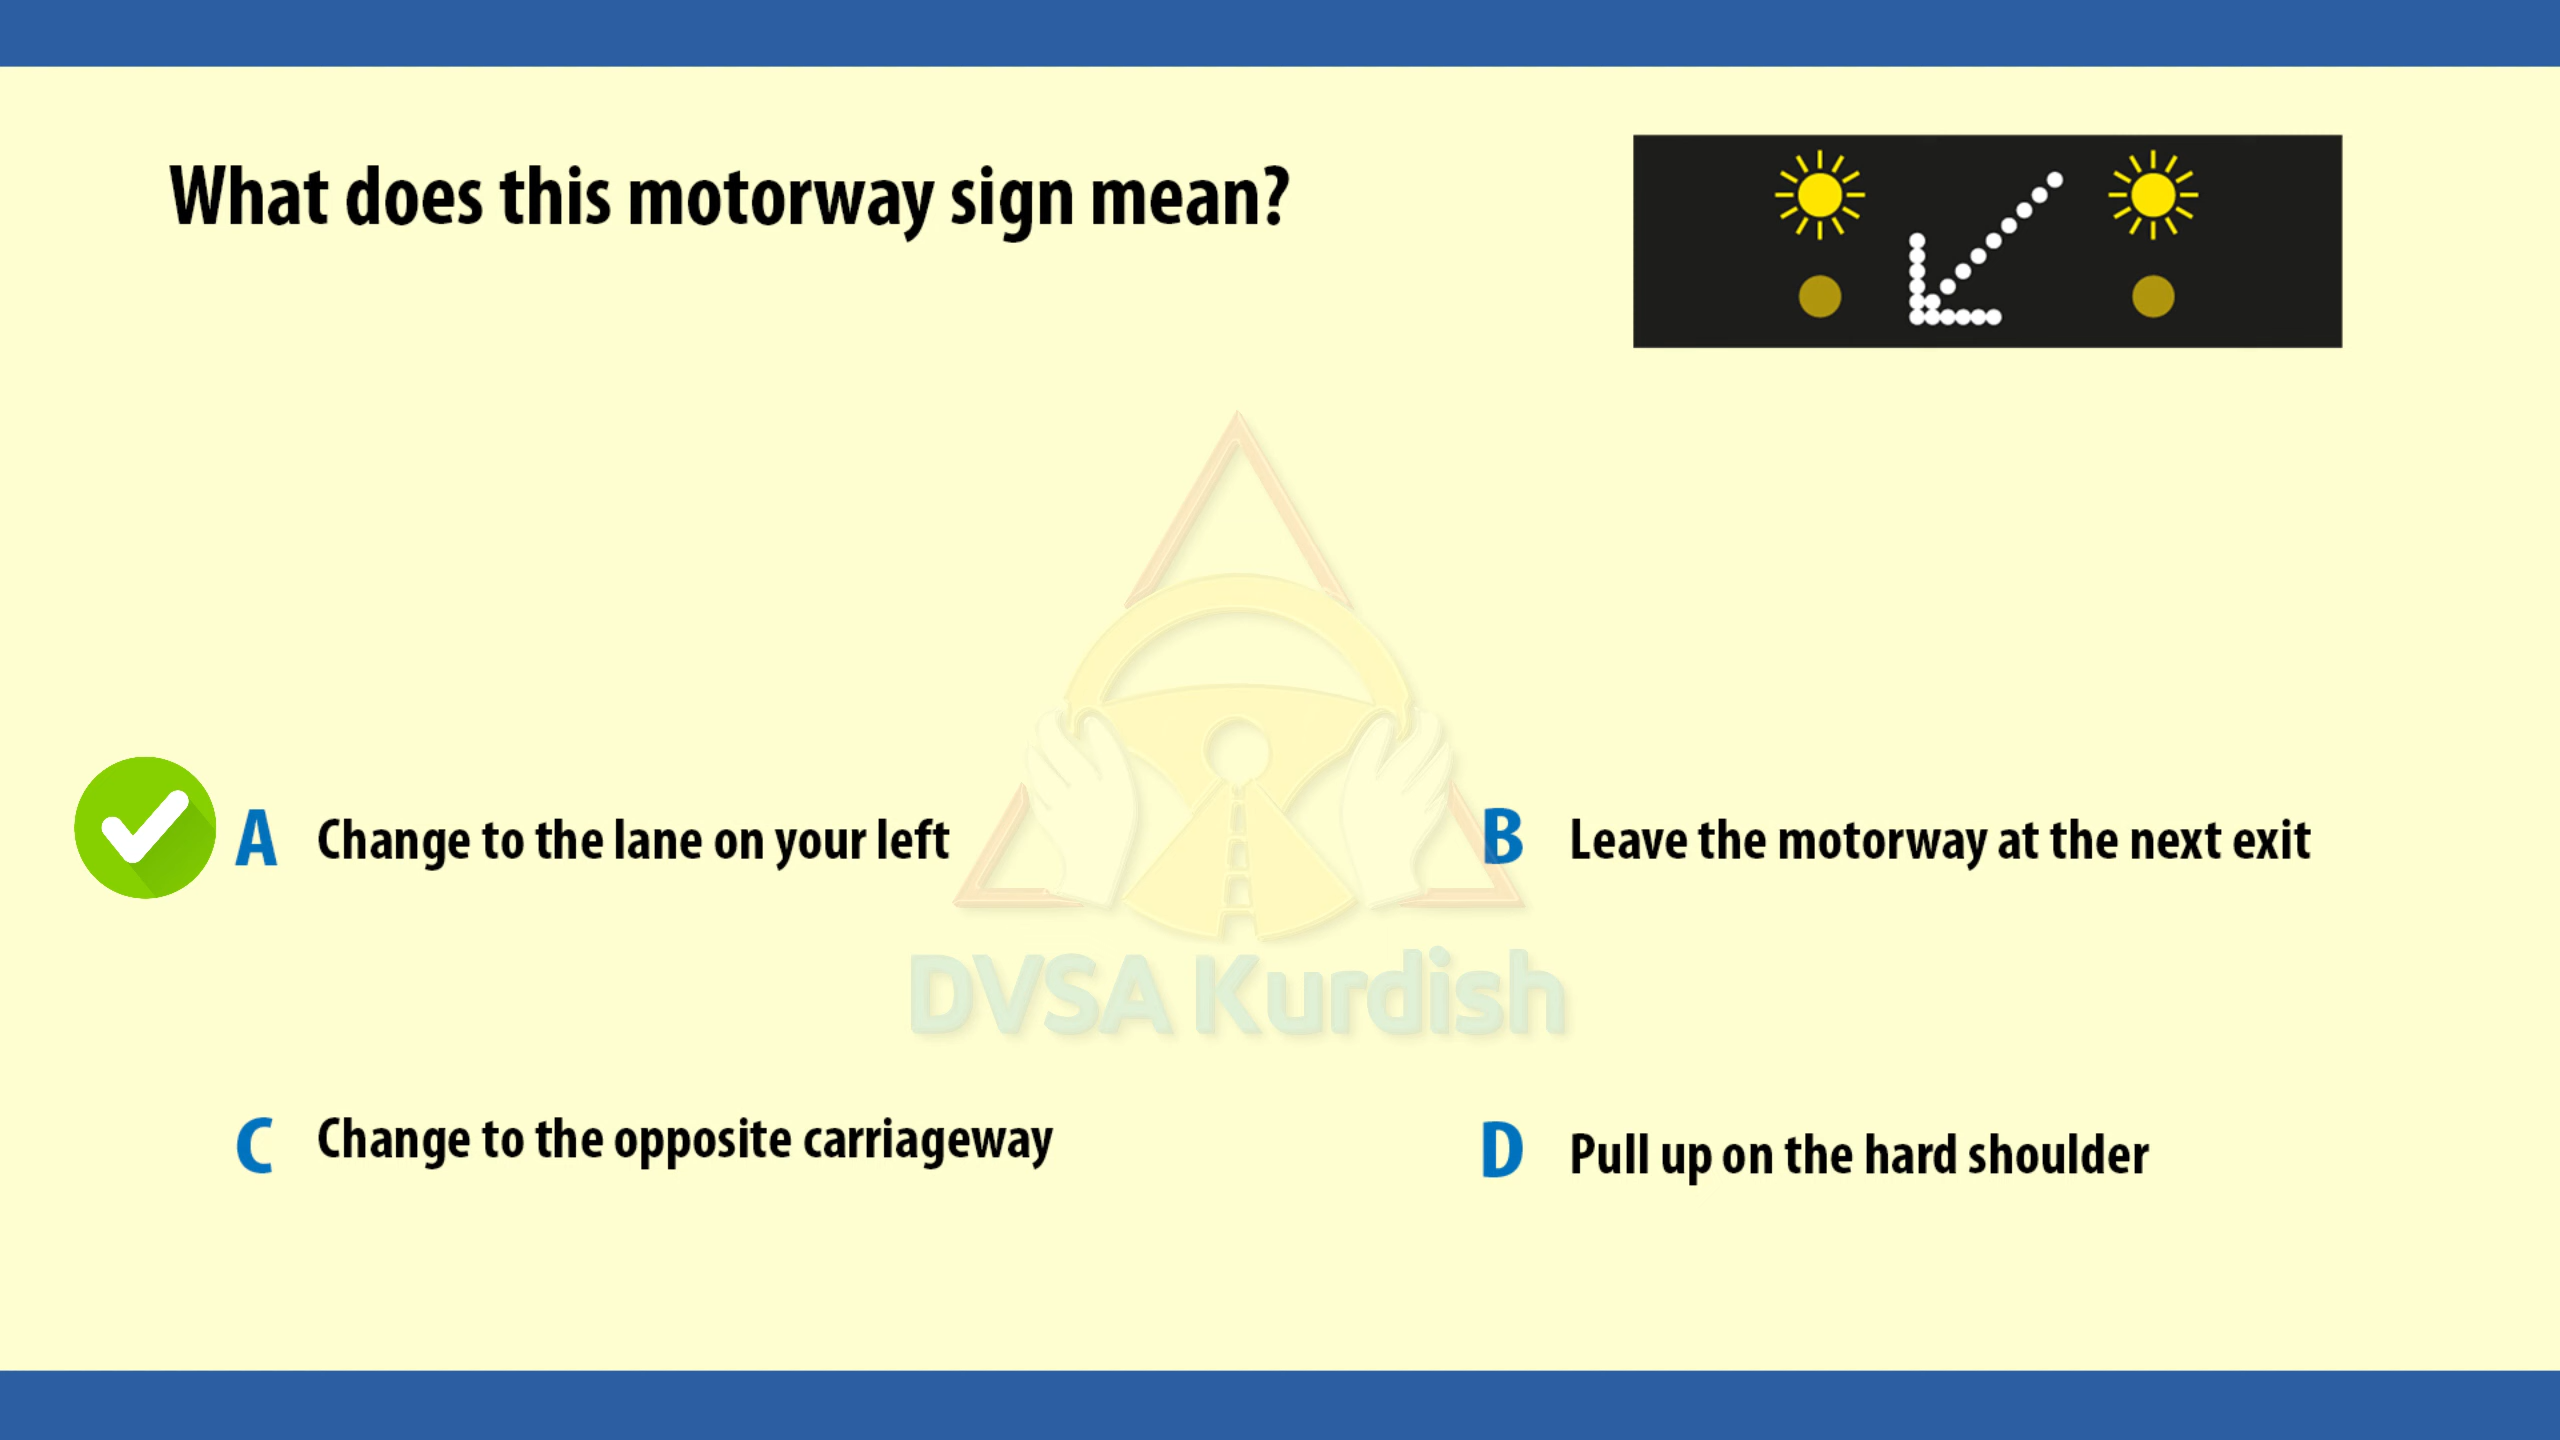 What does this motorway sign mean?
A Change to the lane on your left
B Leave the motorway at the next exit
DVSA Kurdish
C Change to the opposite carriageway
D Pull up on the hard shoulder